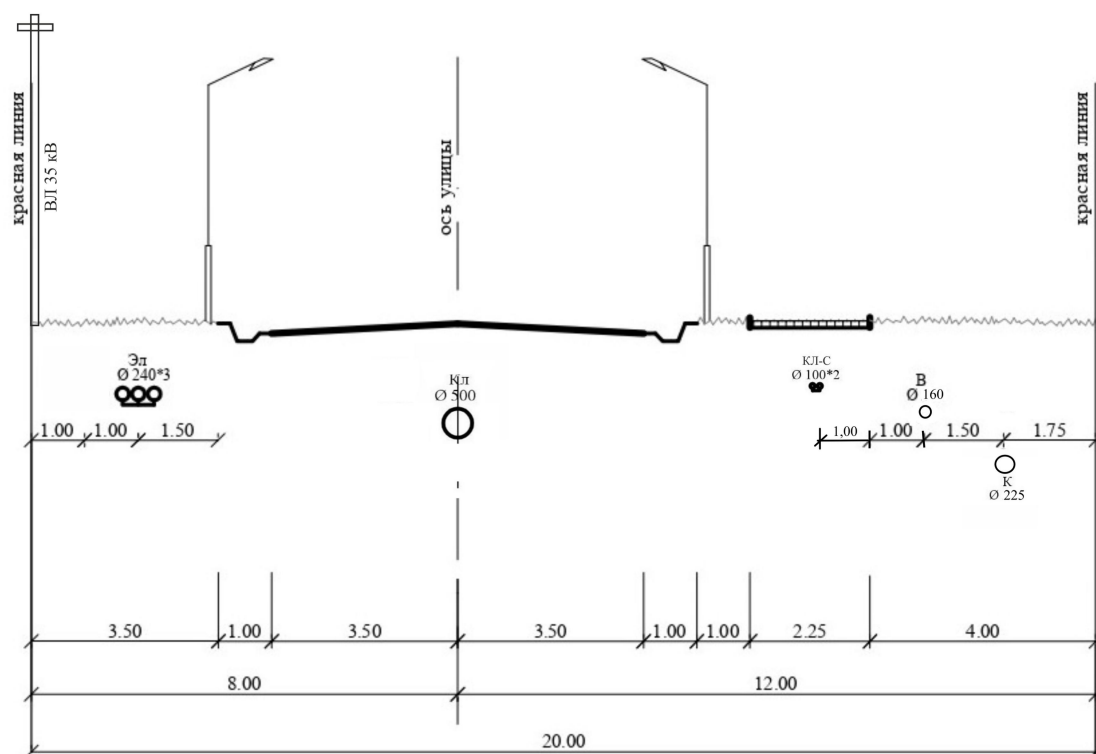 красная линия
ВЛ 35 кВ
ось улицы
красная линия
Эл
Ø 240*3
Кл
Ø 500
КЛ-С
Ø 100*2
В
Ø 160
1.00 1.00 1.50
1,00 1.00 1.50 1.75
К
Ø 225
3.50 1.00 3.50 3.50 1.00 1.00 2.25 4.00
8.00 12.00
20.00